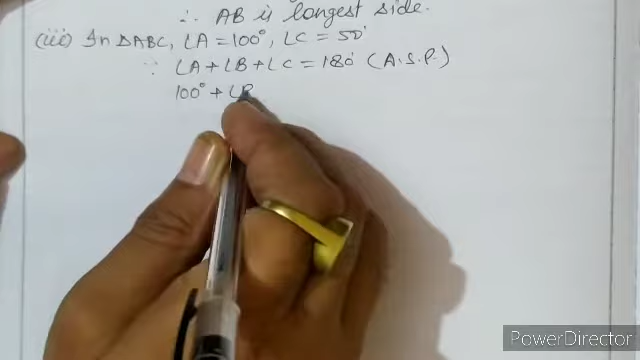 ∴ AB is longest side.
(iii) In ΔABC, ∠A = 100°, ∠C = 50°
∵ ∠A + ∠B + ∠C = 180° (A.S.P.)
100° + ∠B
PowerDirector